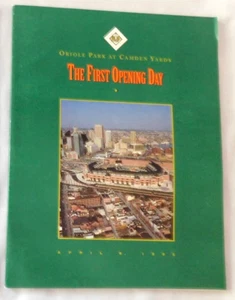 ORIOLE PARK AT CAMDEN YARDS
THE FIRST OPENING DAY
APRIL 6, 1992